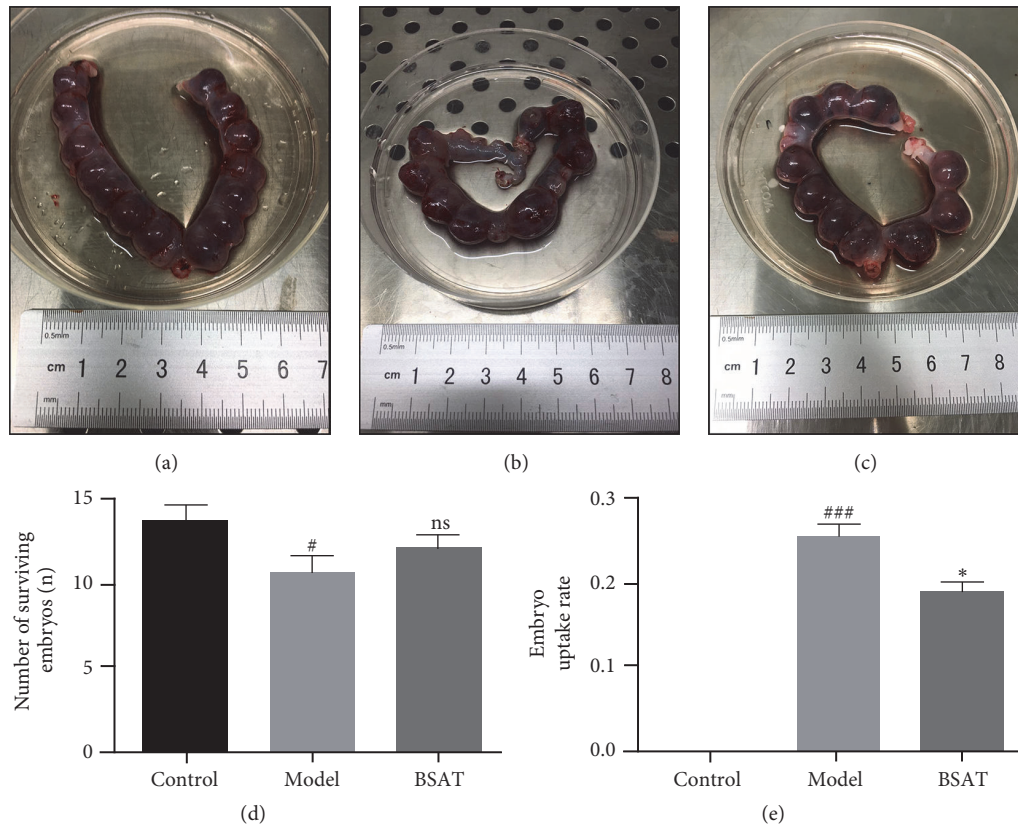 0.5mm
cm 1 2 3 4 5 6 7
mm
0.5mm
cm 1 2 3 4 5 6 7 8
mm
0.5mm
cm 1 2 3 4 5 6 7 8
mm
(a)
(b)
(c)
Number of surviving
embryos (n)
15
10
5
0
#
ns
Control
Model
BSAT
(d)
Embryo
uptake rate
0.3
0.2
0.1
0.0
###
*
Control
Model
BSAT
(e)